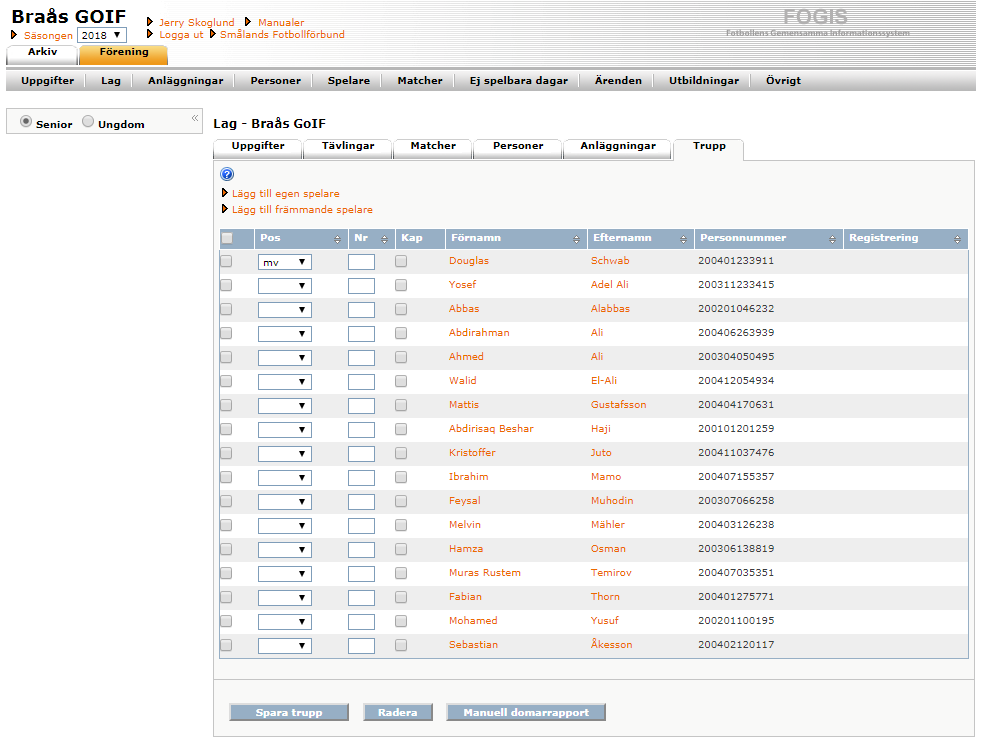 Braås GOIF
Jerry Skoglund Manualer
Säsongen 2018 Logga ut Smålands Fotbollförbund
FOGIS
Fotbollens Gemensamma Informationssystem
Arkiv Förening
Uppgifter Lag Anläggningar Personer Spelare Matcher Ej spelbara dagar Ärenden Utbildningar Övrigt
Senior Ungdom «
Lag - Braås GoIF
Uppgifter Tävlingar Matcher Personer Anläggningar Trupp
?
Lägg till egen spelare
Lägg till främmande spelare
Pos Nr Kap Förnamn Efternamn Personnummer Registrering
mv Douglas Schwab 200401233911
Yosef Adel Ali 200311233415
Abbas Alabbas 200201046232
Abdirahman Ali 200406263939
Ahmed Ali 200304050495
Walid El-Ali 200412054934
Mattis Gustafsson 200404170631
Abdirisaq Beshar Haji 200101201259
Kristoffer Juto 200411037476
Ibrahim Mamo 200407155357
Feysal Muhodin 200307066258
Melvin Mähler 200403126238
Hamza Osman 200306138819
Muras Rustem Temirov 200407035351
Fabian Thorn 200401275771
Mohamed Yusuf 200201100195
Sebastian Åkesson 200402120117
Spara trupp Radera Manuell domarrapport